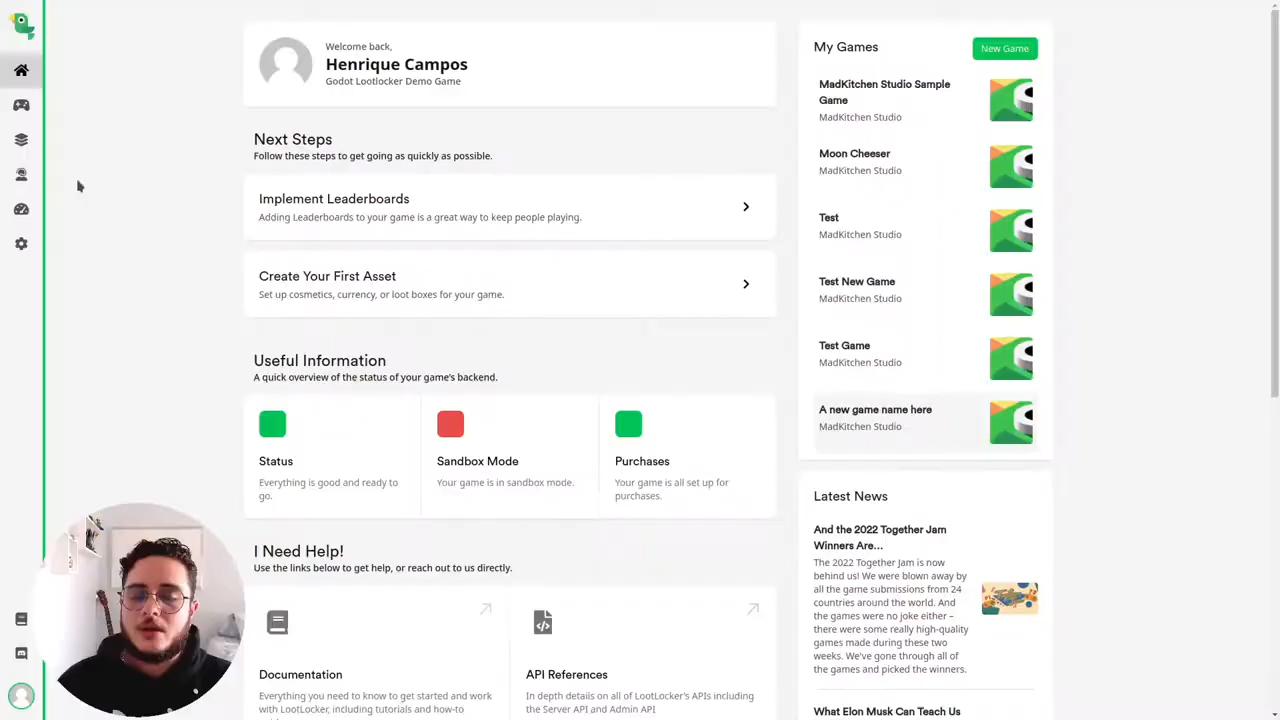 Welcome back,
Henrique Campos
Godot Lootlocker Demo Game
Next Steps
Follow these steps to get going as quickly as possible.
Implement Leaderboards
Adding Leaderboards to your game is a great way to keep people playing.
Create Your First Asset
Set up cosmetics, currency, or loot boxes for your game.
Useful Information
A quick overview of the status of your game's backend.
Status
Everything is good and ready to
go.
Sandbox Mode
Your game is in sandbox mode.
Purchases
Your game is all set up for
purchases.
I Need Help!
Use the links below to get help, or reach out to us directly.
Documentation
Everything you need to know to get started and work
with LootLocker, including tutorials and how-to
API References
In depth details on all of LootLocker's APIs including
the Server API and Admin API
My Games
New Game
MadKitchen Studio Sample
Game
MadKitchen Studio
Moon Cheeser
MadKitchen Studio
Test
MadKitchen Studio
Test New Game
MadKitchen Studio
Test Game
MadKitchen Studio
A new game name here
MadKitchen Studio
Latest News
And the 2022 Together Jam
Winners Are...
The 2022 Together Jam is now
behind us! We were blown away by
all the game submissions from 24
countries around the world. And
the games were no joke either –
there were some really high-quality
games made during these two
weeks. We've gone through all of
the games and picked the winners.
What Elon Musk Can Teach Us